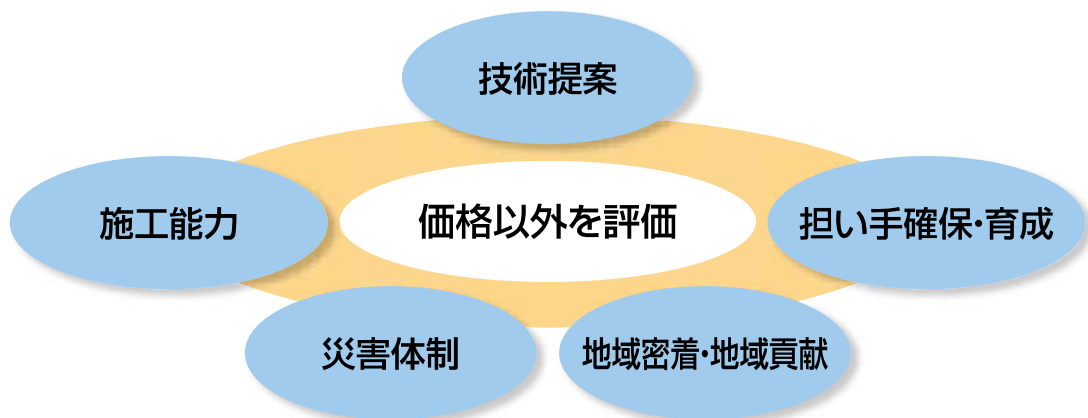 技術提案
施工能力
価格以外を評価
担い手確保・育成
災害体制
地域密着・地域貢献